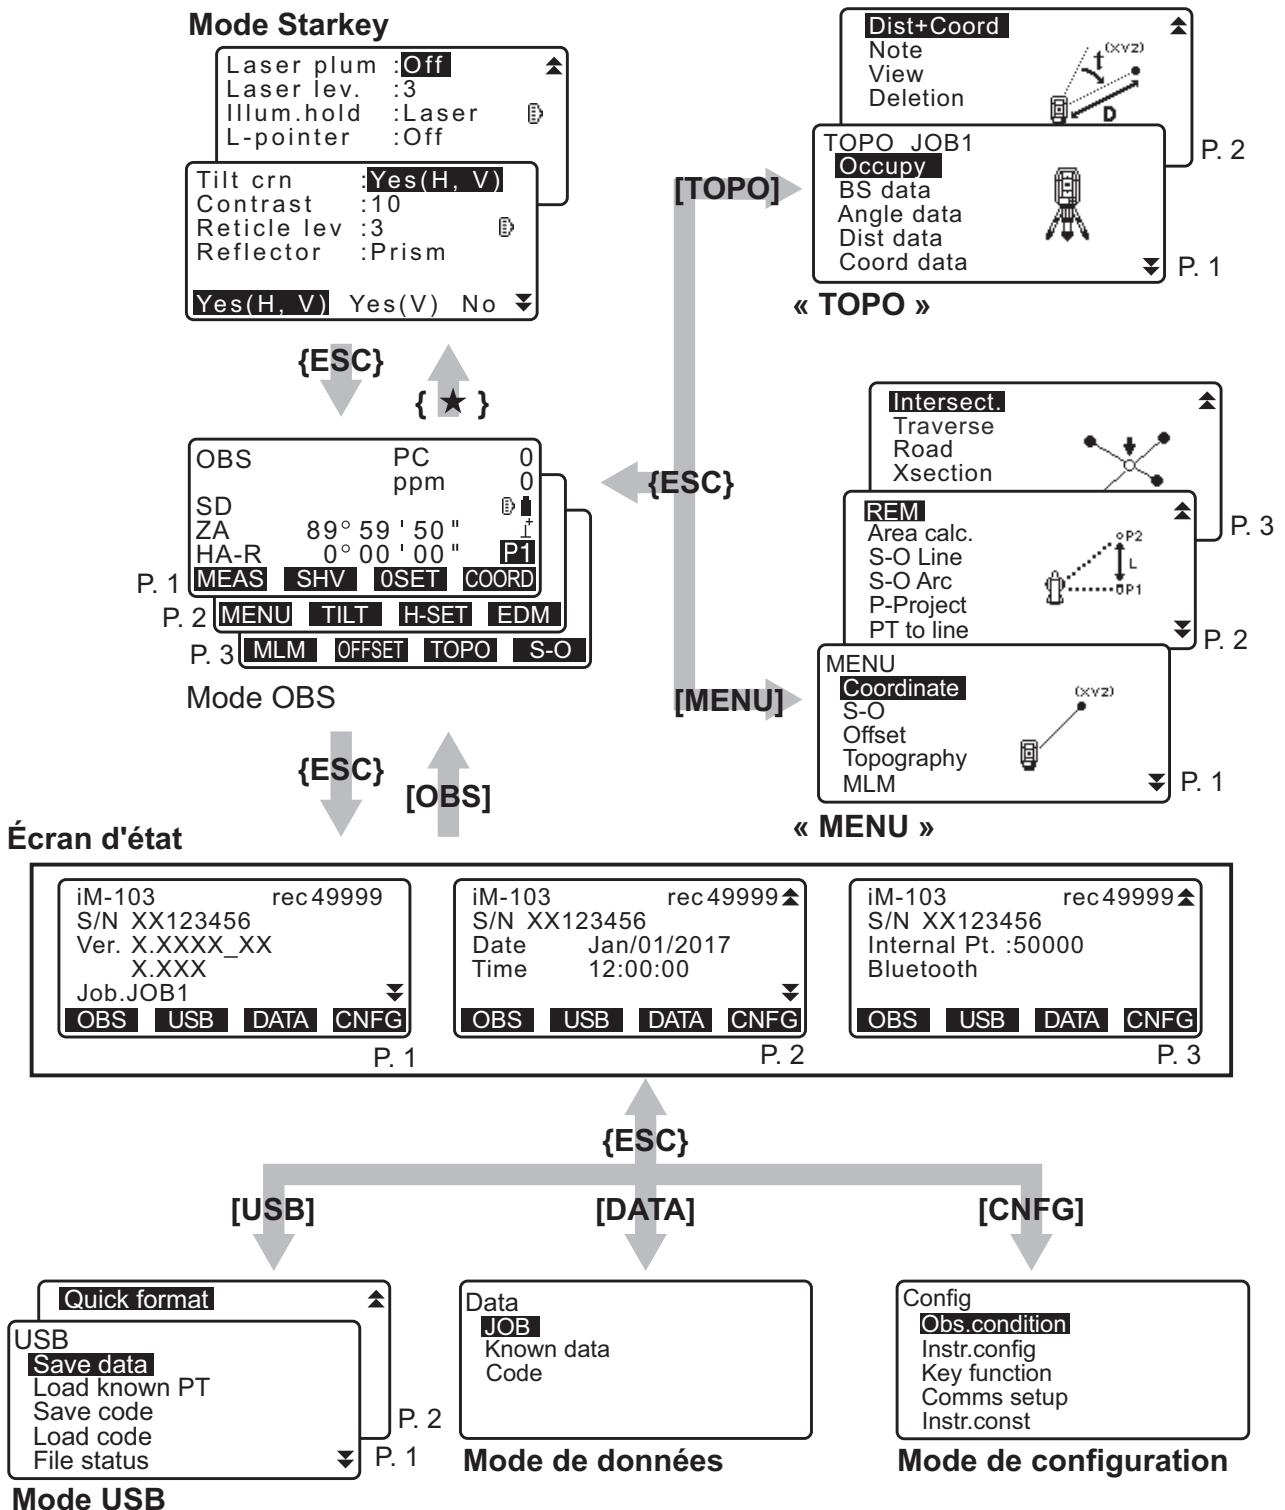 Mode Starkey
Laser plum :Off
Laser lev. :3
Illum.hold :Laser
L-pointer :Off
Tilt crn :Yes(H, V)
Contrast :10
Reticle lev :3
Reflector :Prism
Yes(H, V) Yes(V) No
{ESC}
{ ★ }
OBS PC 0
ppm 0
SD
ZA 89° 59 ' 50 "
HA-R 0° 00 ' 00 " P1
P. 1 MEAS SHV 0SET COORD
P. 2 MENU TILT H-SET EDM
P. 3 MLM OFFSET TOPO S-O
Mode OBS
{ESC}
[OBS]
[TOPO]
{ESC}
[MENU]
Dist+Coord
Note
View
Deletion
(XYZ)
t
D
P. 2
TOPO JOB1
Occupy
BS data
Angle data
Dist data
Coord data
P. 1
« TOPO »
Intersect.
Traverse
Road
Xsection
P. 3
REM
Area calc.
S-O Line
S-O Arc
P-Project
PT to line
P2
L
P1
P. 2
MENU
Coordinate
S-O
Offset
Topography
MLM
(XYZ)
P. 1
« MENU »
Écran d'état
iM-103 rec 49999
S/N XX123456
Ver. X.XXXX_XX
X.XXX
Job.JOB1
OBS USB DATA CNFG
P. 1
iM-103 rec 49999
S/N XX123456
Date Jan/01/2017
Time 12:00:00
OBS USB DATA CNFG
P. 2
iM-103 rec 49999
S/N XX123456
Internal Pt. :50000
Bluetooth
OBS USB DATA CNFG
P. 3
{ESC}
[USB]
[DATA]
[CNFG]
Quick format
P. 2
USB
Save data
Load known PT
Save code
Load code
File status
P. 1
Mode USB
Data
JOB
Known data
Code
Mode de données
Config
Obs.condition
Instr.config
Key function
Comms setup
Instr.const
Mode de configuration